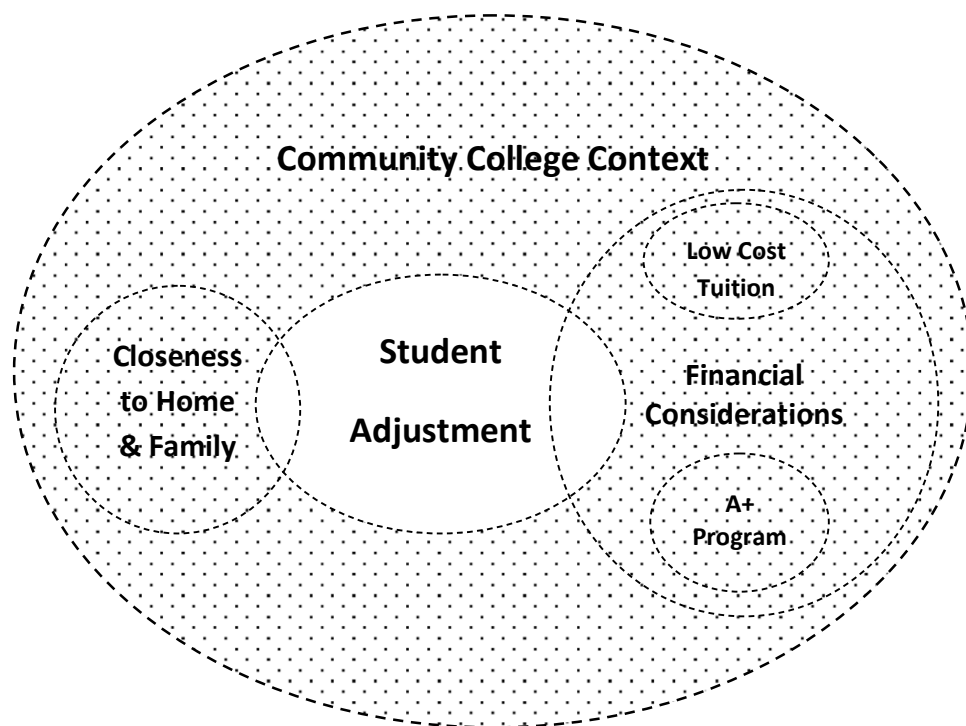 Community College Context
Low Cost
Tuition
Closeness
to Home
& Family
Student
Adjustment
Financial
Considerations
A+
Program